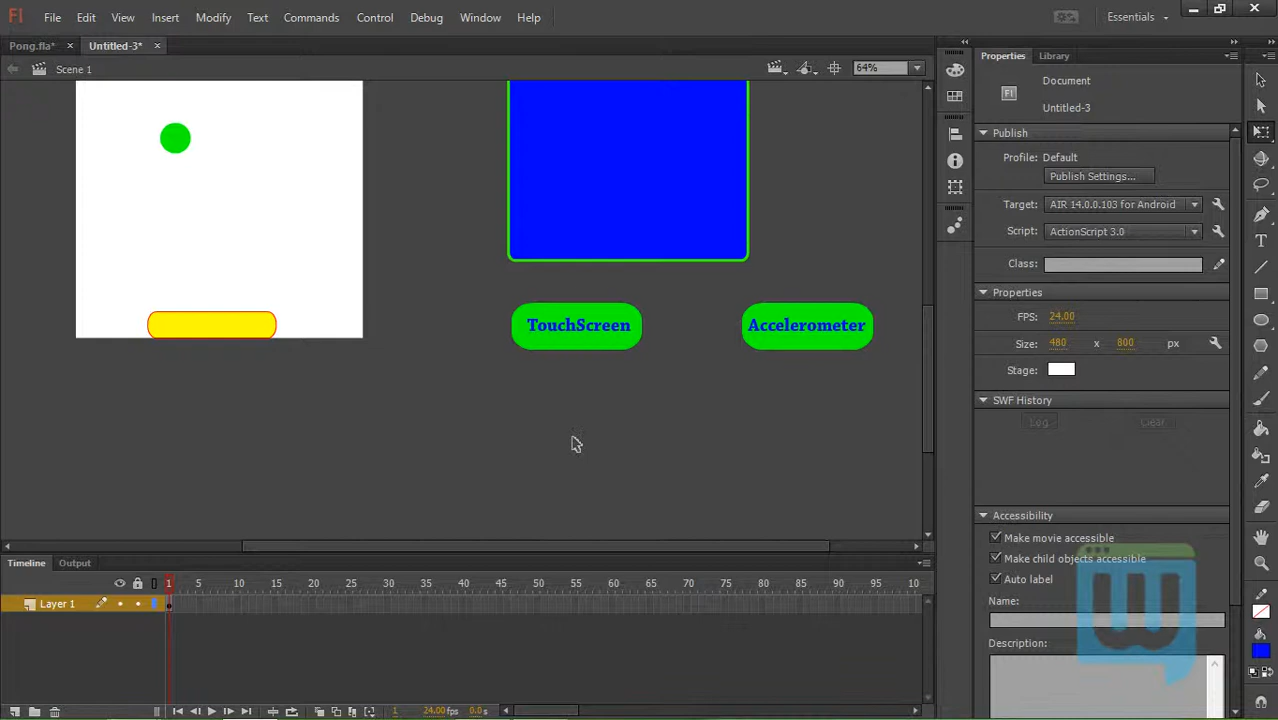 Fl File Edit View Insert Modify Text Commands Control Debug Window Help Essentials
Pong.fla* × Untitled-3* ×
Scene 1 64%
Properties Library
Document
Untitled-3
Publish
Profile: Default
Publish Settings...
Target: AIR 14.0.0.103 for Android
Script: ActionScript 3.0
Class:
Properties
FPS: 24.00
Size: 480 x 800 px
Stage:
SWF History
Log Clear
Accessibility
Make movie accessible
Make child objects accessible
Auto label
Name:
Description:
TouchScreen Accelerometer
Timeline Output
1 5 10 15 20 25 30 35 40 45 50 55 60 65 70 75 80 85 90 95 10
Layer 1
1 24.00 fps 0.0 s